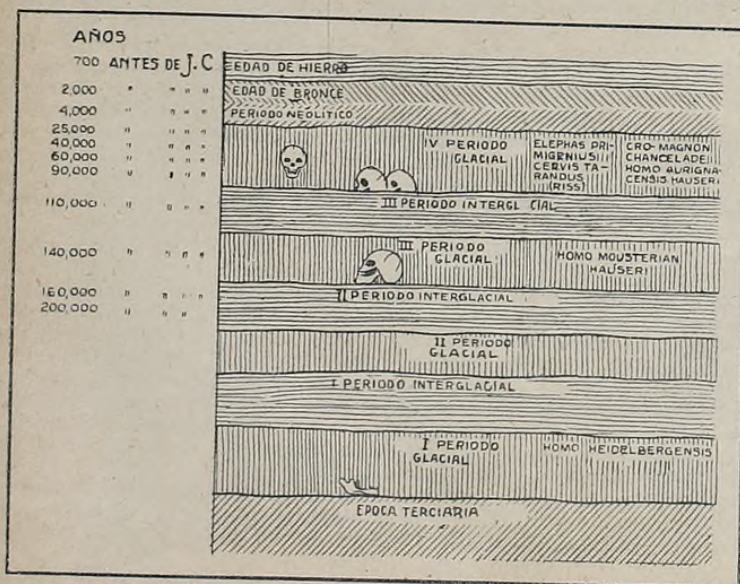 AÑOS
700 ANTES DE J. C
2,000 " " " "
4,000 " " " "
25,000 " " " "
40,000 " " " "
60,000 " " " "
90,000 " " " "
110,000 " " " "
140,000 " " " "
160,000 " " " "
200,000 " " "
EDAD DE HIERRO
EDAD DE BRONCE
PERIODO NEOLITICO
IV PERIODO
GLACIAL
ELEPHAS PRI-
MIGENIUS
CERVIS TA-
RANDUS
(RISS)
CRO-MAGNON
CHANCELADE
HOMO AURIGNA-
CENSIS HAUSERI
III PERIODO INTERGLACIAL
III PERIODO
GLACIAL
HOMO MOUSTERIAN
HAUSERI
II PERIODO INTERGLACIAL
II PERIODO
GLACIAL
I PERIODO INTERGLACIAL
I PERIODO
GLACIAL
HOMO HEIDELBERGENSIS
EPOCA TERCIARIA